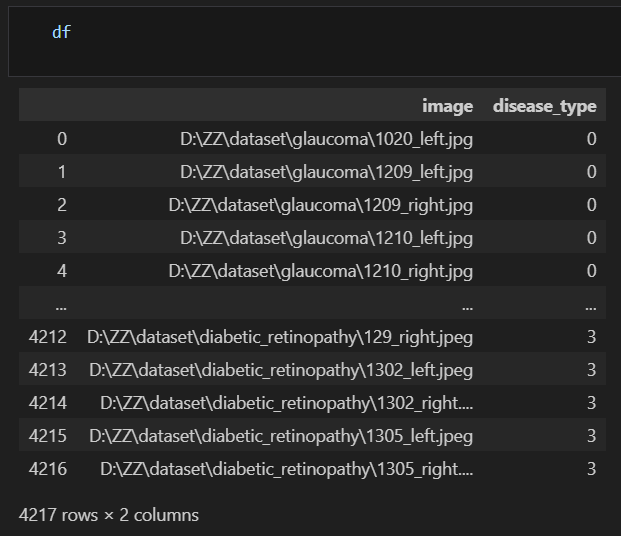 df
image disease_type
0 D:\ZZ\dataset\glaucoma\1020_left.jpg 0
1 D:\ZZ\dataset\glaucoma\1209_left.jpg 0
2 D:\ZZ\dataset\glaucoma\1209_right.jpg 0
3 D:\ZZ\dataset\glaucoma\1210_left.jpg 0
4 D:\ZZ\dataset\glaucoma\1210_right.jpg 0
... ... ...
4212 D:\ZZ\dataset\diabetic_retinopathy\129_right.jpeg 3
4213 D:\ZZ\dataset\diabetic_retinopathy\1302_left.jpeg 3
4214 D:\ZZ\dataset\diabetic_retinopathy\1302_right.... 3
4215 D:\ZZ\dataset\diabetic_retinopathy\1305_left.jpeg 3
4216 D:\ZZ\dataset\diabetic_retinopathy\1305_right.... 3
4217 rows × 2 columns